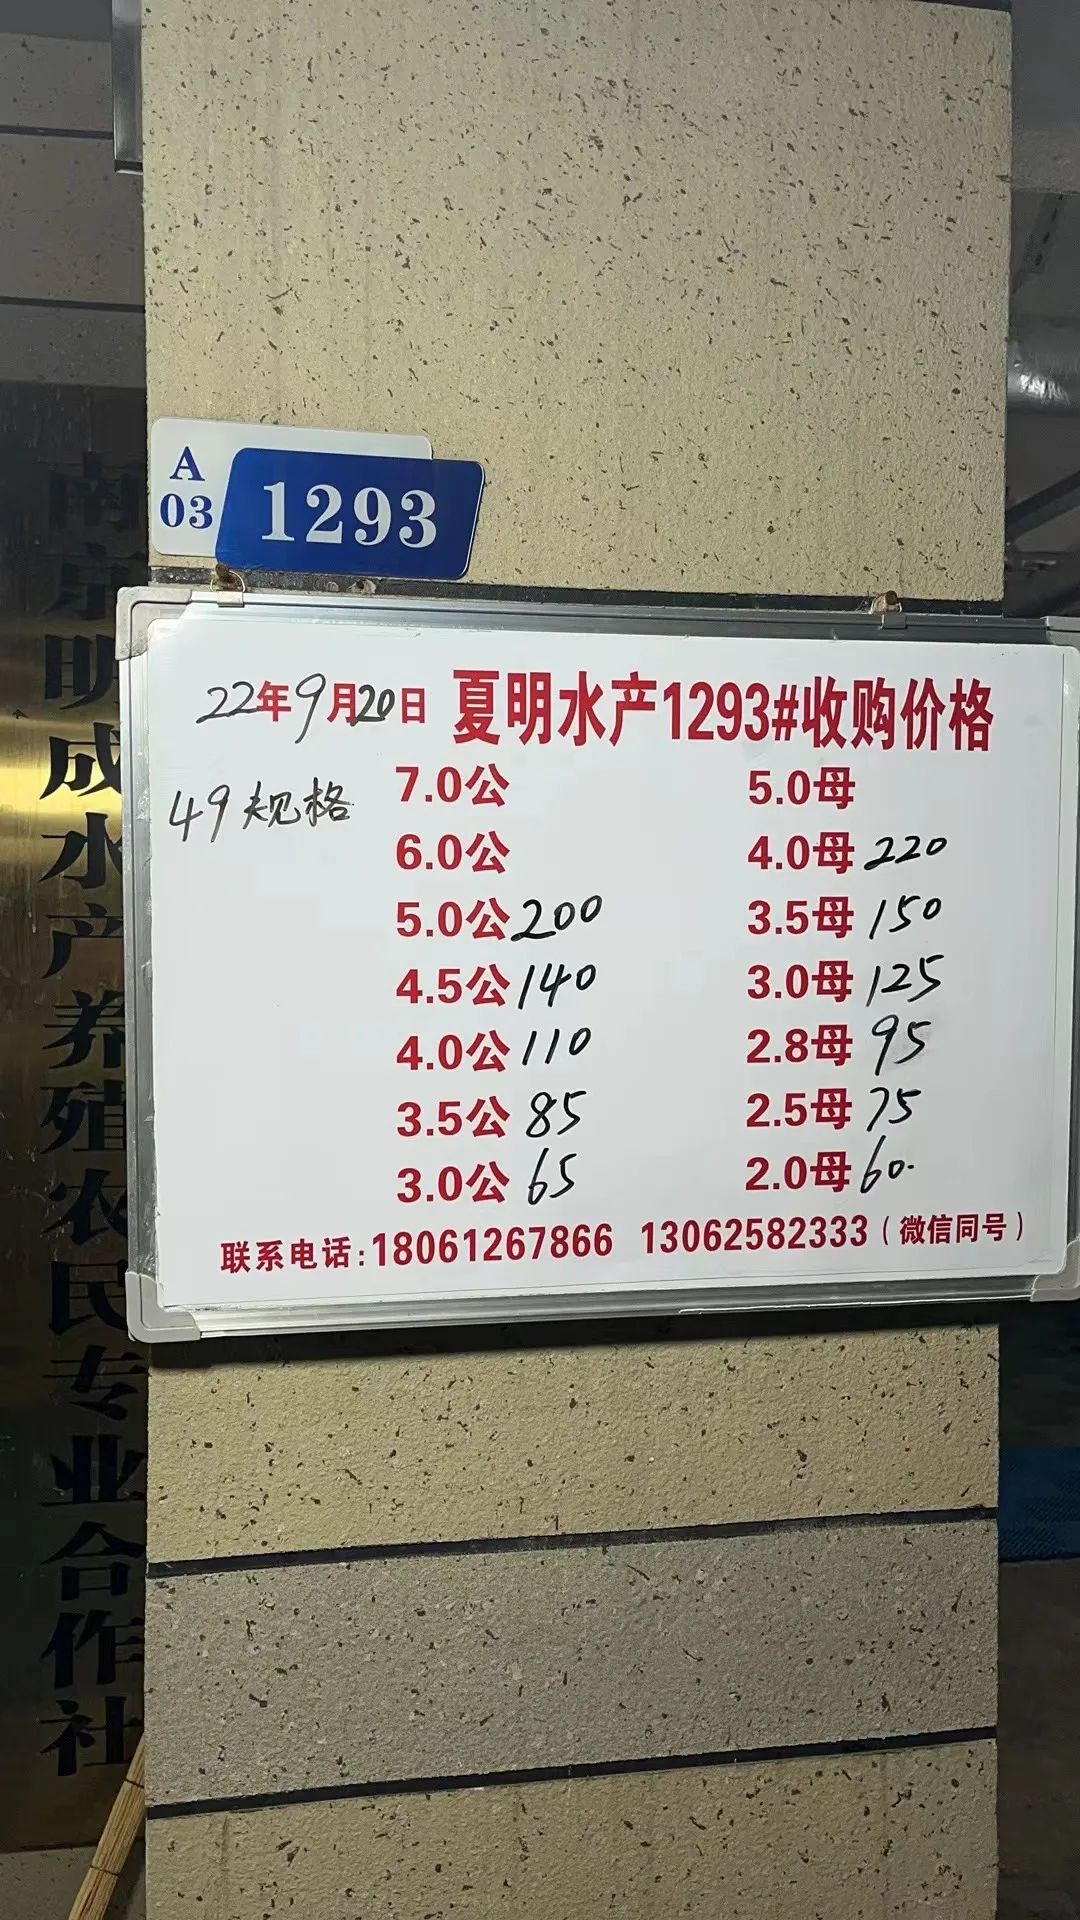 A
03
1293
22年9月20日 夏明水产1293#收购价格
49规格
7.0公 5.0母
6.0公 4.0母 220
5.0公 200 3.5母 150
4.5公 140 3.0母 125
4.0公 110 2.8母 95
3.5公 85 2.5母 75
3.0公 65 2.0母 60.
联系电话:18061267866 13062582333（微信同号）
南京明成水产养殖农民专业合作社